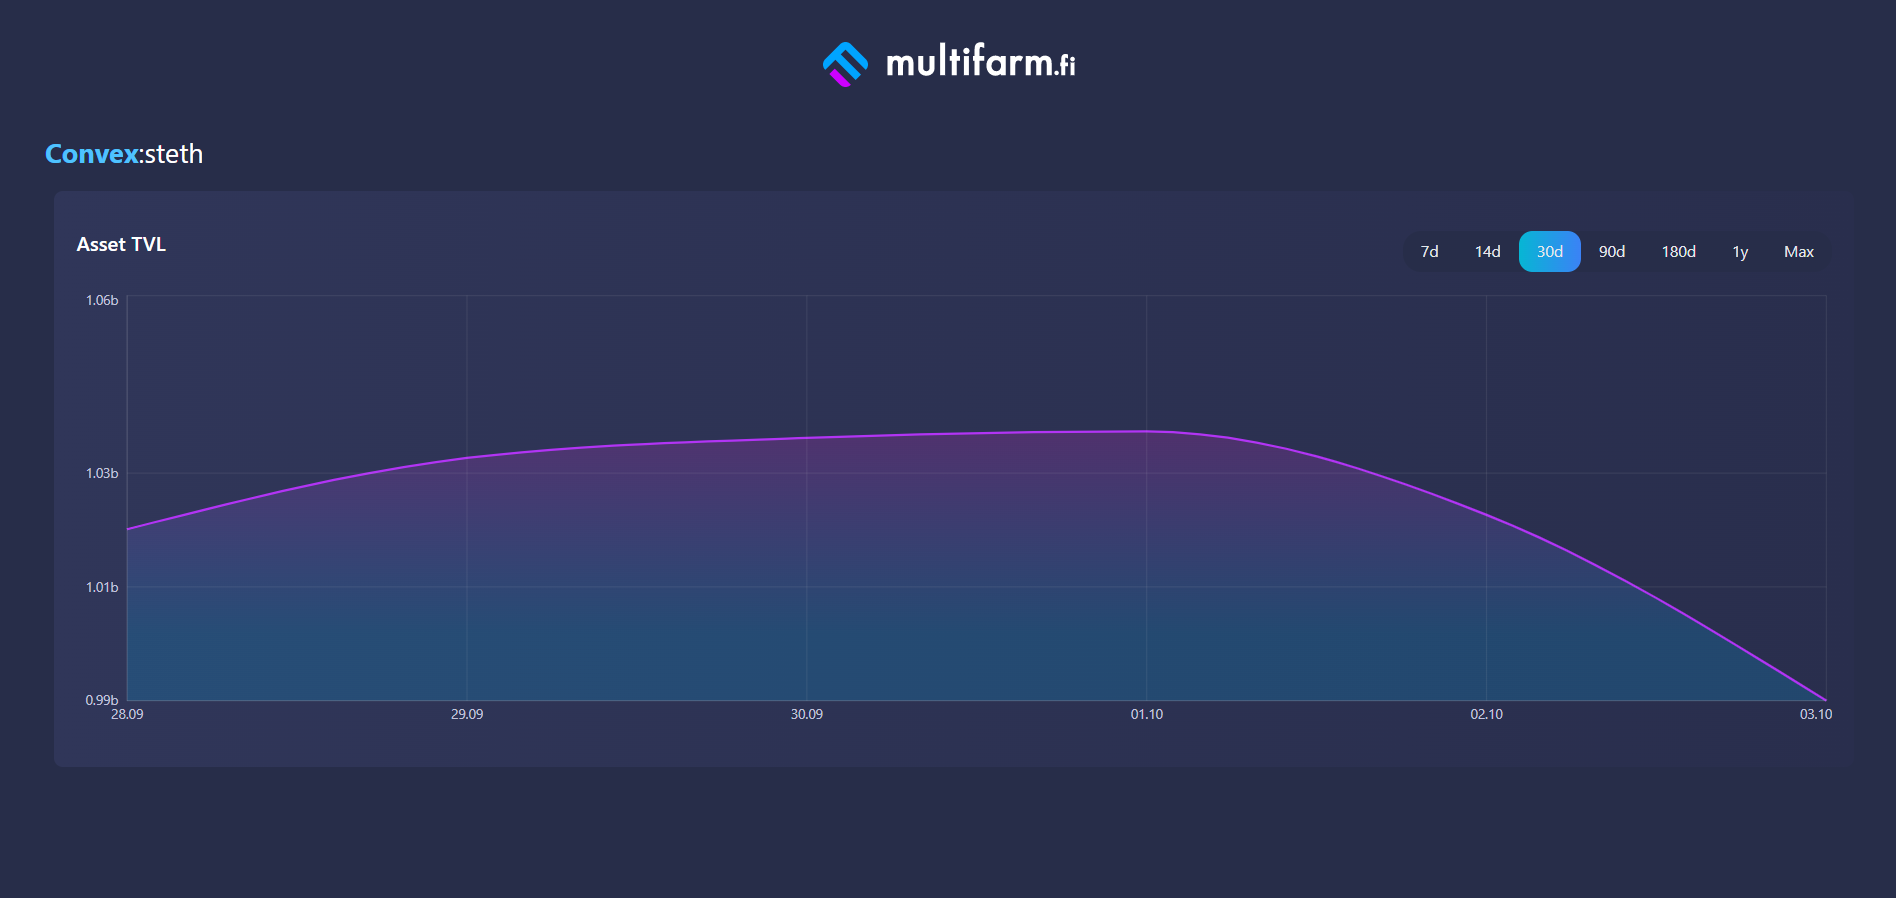 multifarm.fi
Convex:steth
Asset TVL
7d 14d 30d 90d 180d 1y Max
1.06b
1.03b
1.01b
0.99b
28.09 29.09 30.09 01.10 02.10 03.10